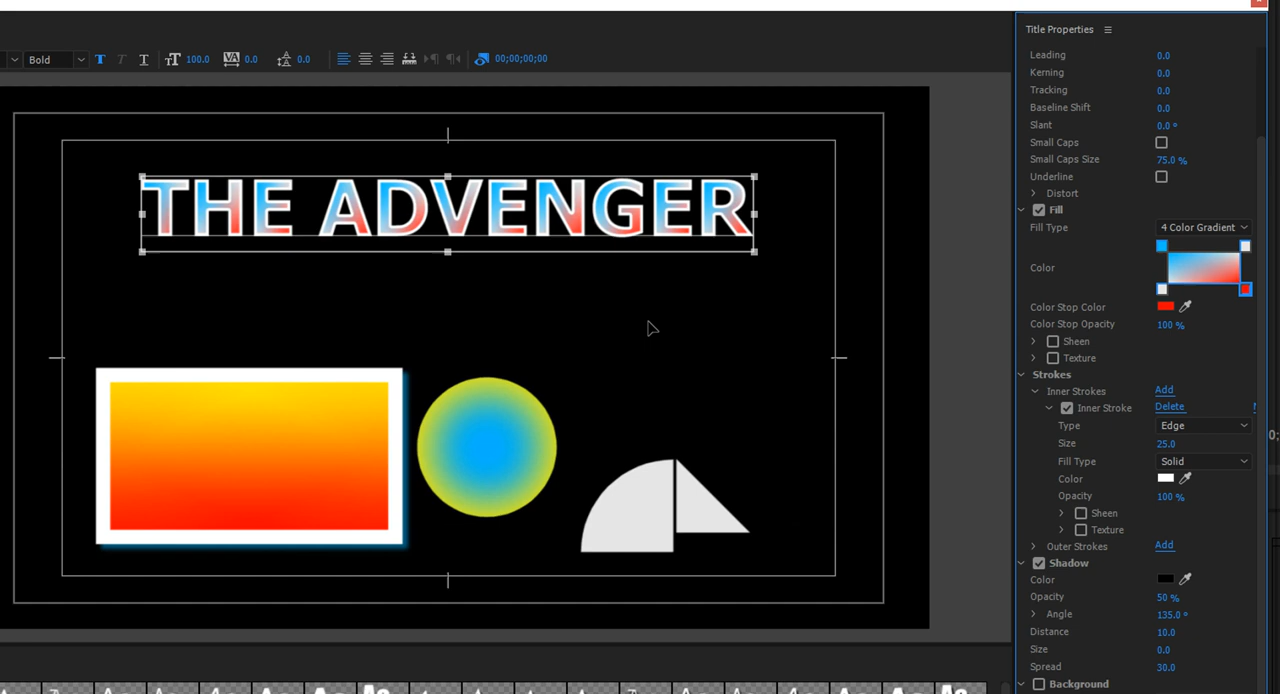 Title Properties
Bold T T T TT 100.0 VA 0.0 0.0 00;00;00;00
Leading 0.0
Kerning 0.0
Tracking 0.0
Baseline Shift 0.0
Slant 0.0 °
Small Caps
Small Caps Size 75.0 %
Underline
Distort
Fill
Fill Type 4 Color Gradient
Color
Color Stop Color
Color Stop Opacity 100 %
Sheen
Texture
Strokes
Inner Strokes Add
Inner Stroke Delete
Type Edge
Size 25.0
Fill Type Solid
Color
Opacity 100 %
Sheen
Texture
Outer Strokes Add
Shadow
Color
Opacity 50 %
Angle 135.0 °
Distance 10.0
Size 0.0
Spread 30.0
Background
THE ADVENGER